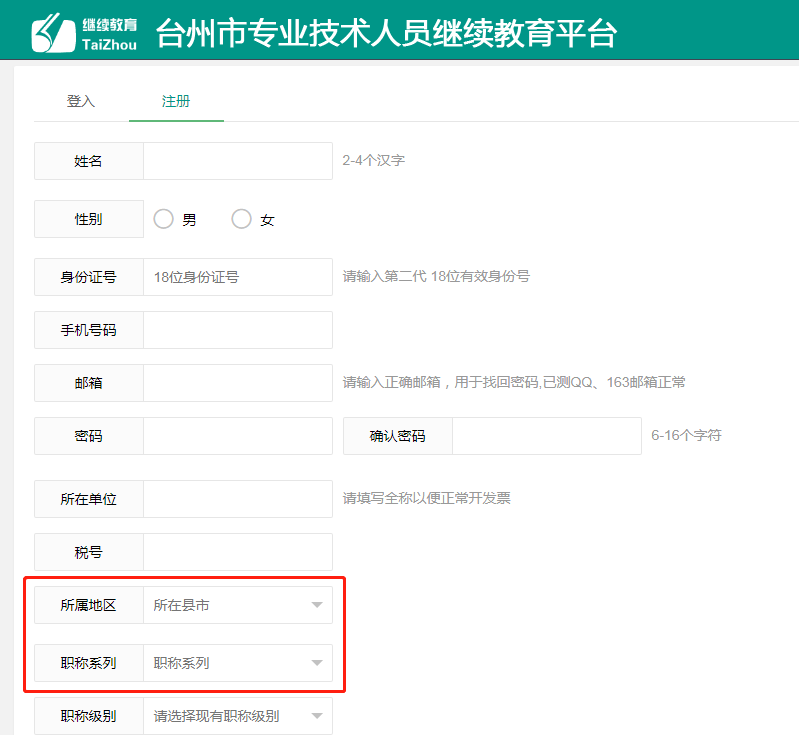 继续教育
TaiZhou
台州市专业技术人员继续教育平台
登入 注册
姓名 2-4个汉字
性别 男 女
身份证号 18位身份证号 请输入第二代 18位有效身份号
手机号码
邮箱 请输入正确邮箱，用于找回密码,已测QQ、163邮箱正常
密码 确认密码 6-16个字符
所在单位 请填写全称以便正常开发票
税号
所属地区 所在县市
职称系列 职称系列
职称级别 请选择现有职称级别